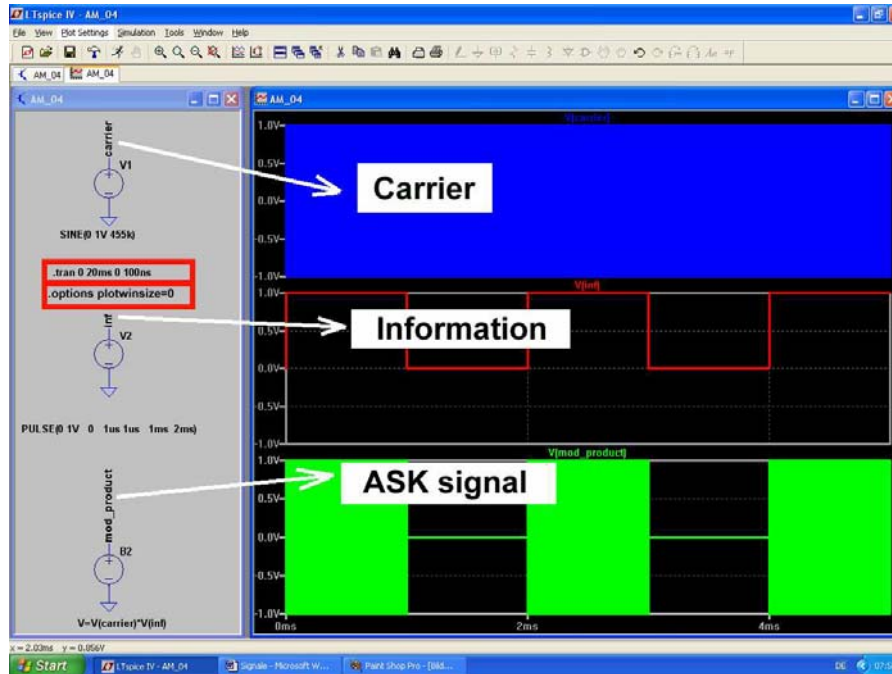 LTspice IV - AM_04
File View Plot Settings Simulation Tools Window Help
AM_04 AM_04
AM_04
carrier
V1
SINE(0 1V 455k)
.tran 0 20ms 0 100ns
.options plotwinsize=0
inf
V2
PULSE(0 1V 0 1us 1us 1ms 2ms)
mod_product
B2
V=V(carrier)*V(inf)
AM_04
V(carrier)
1.0V
0.5V
0.0V
-0.5V
-1.0V
Carrier
V(inf)
1.0V
0.5V
0.0V
-0.5V
-1.0V
Information
V(mod_product)
1.0V
0.5V
0.0V
-0.5V
-1.0V
ASK signal
0ms 2ms 4ms
x = 2.03ms y = 0.856V
Start LTspice IV - AM_04 Signale - Microsoft W... Paint Shop Pro - [Bild... DE